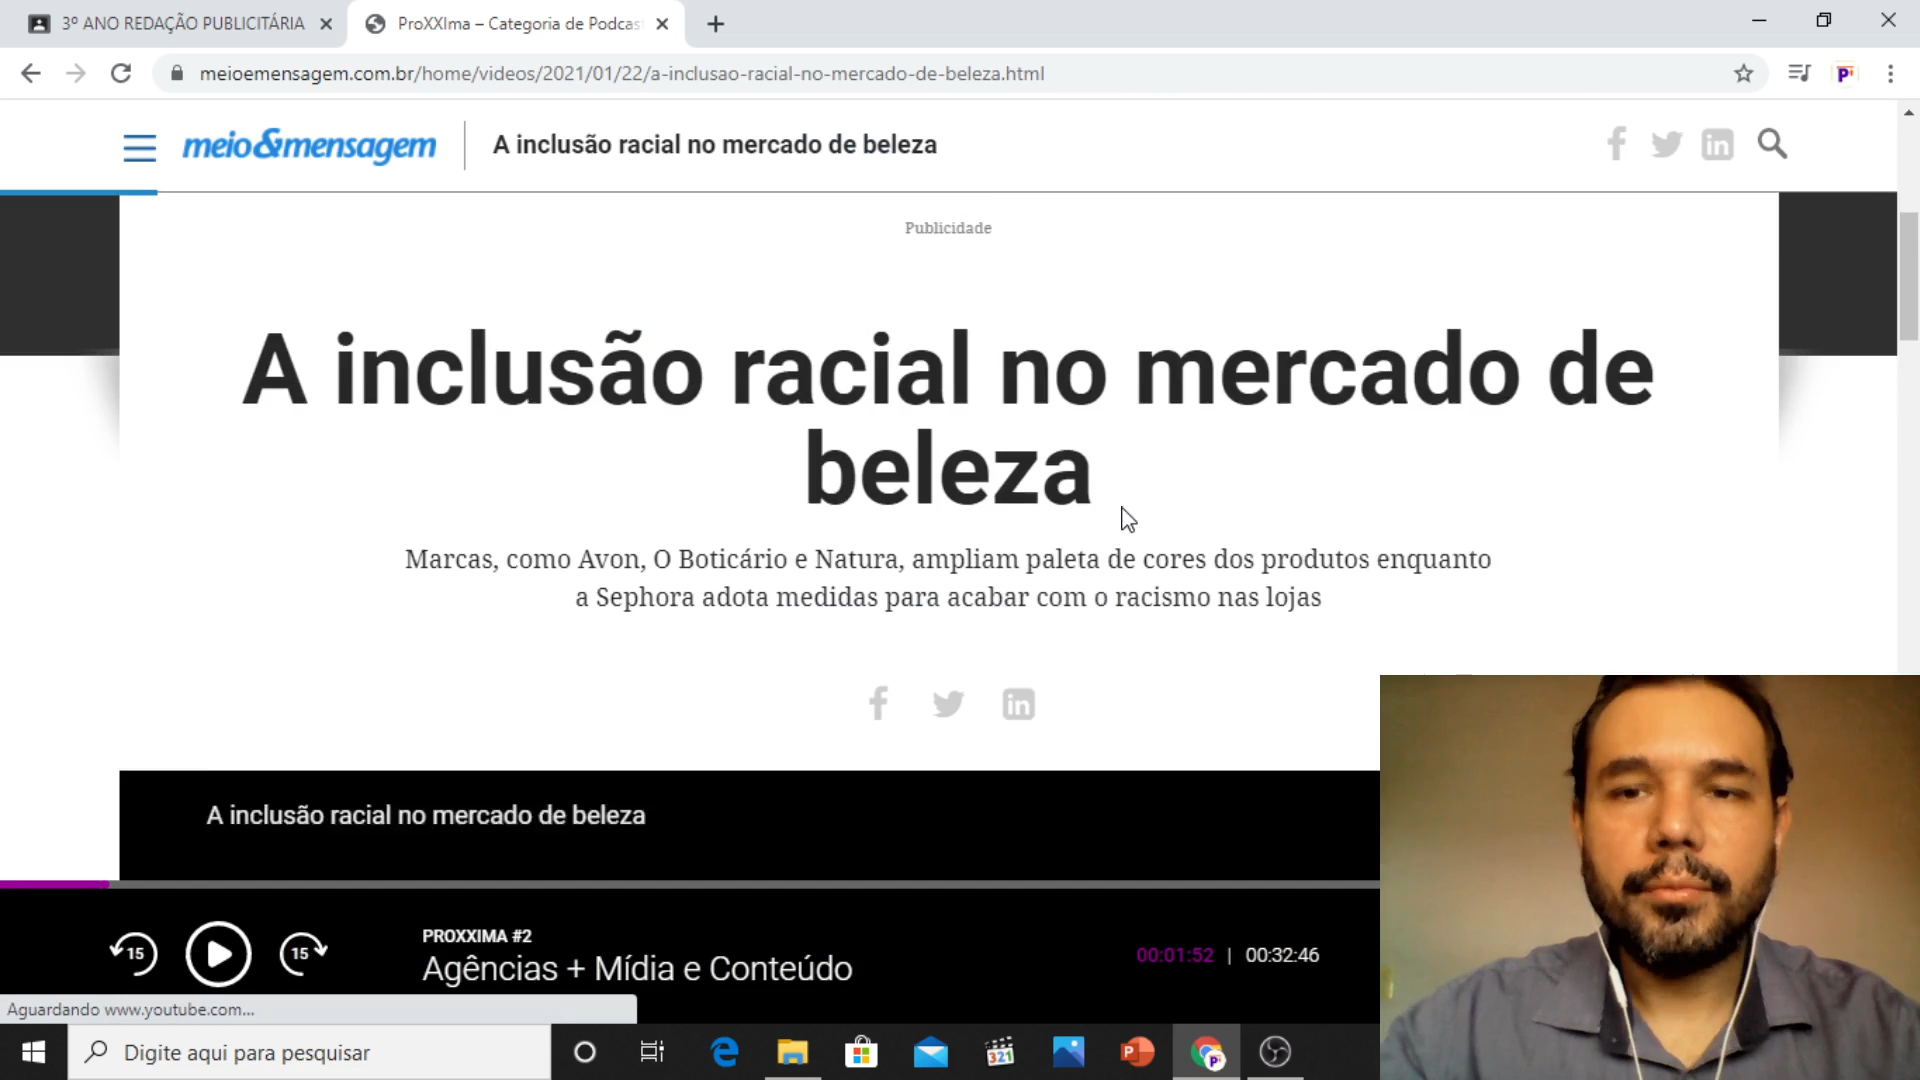 3º ANO REDAÇÃO PUBLICITÁRIA
ProXXIma – Categoria de Podcas
meioemensagem.com.br/home/videos/2021/01/22/a-inclusao-racial-no-mercado-de-beleza.html
meio&mensagem
A inclusão racial no mercado de beleza
Publicidade
A inclusão racial no mercado de
beleza
Marcas, como Avon, O Boticário e Natura, ampliam paleta de cores dos produtos enquanto
a Sephora adota medidas para acabar com o racismo nas lojas
A inclusão racial no mercado de beleza
15
15
PROXXIMA #2
Agências + Mídia e Conteúdo
00:01:52 | 00:32:46
Aguardando www.youtube.com...
Digite aqui para pesquisar
321